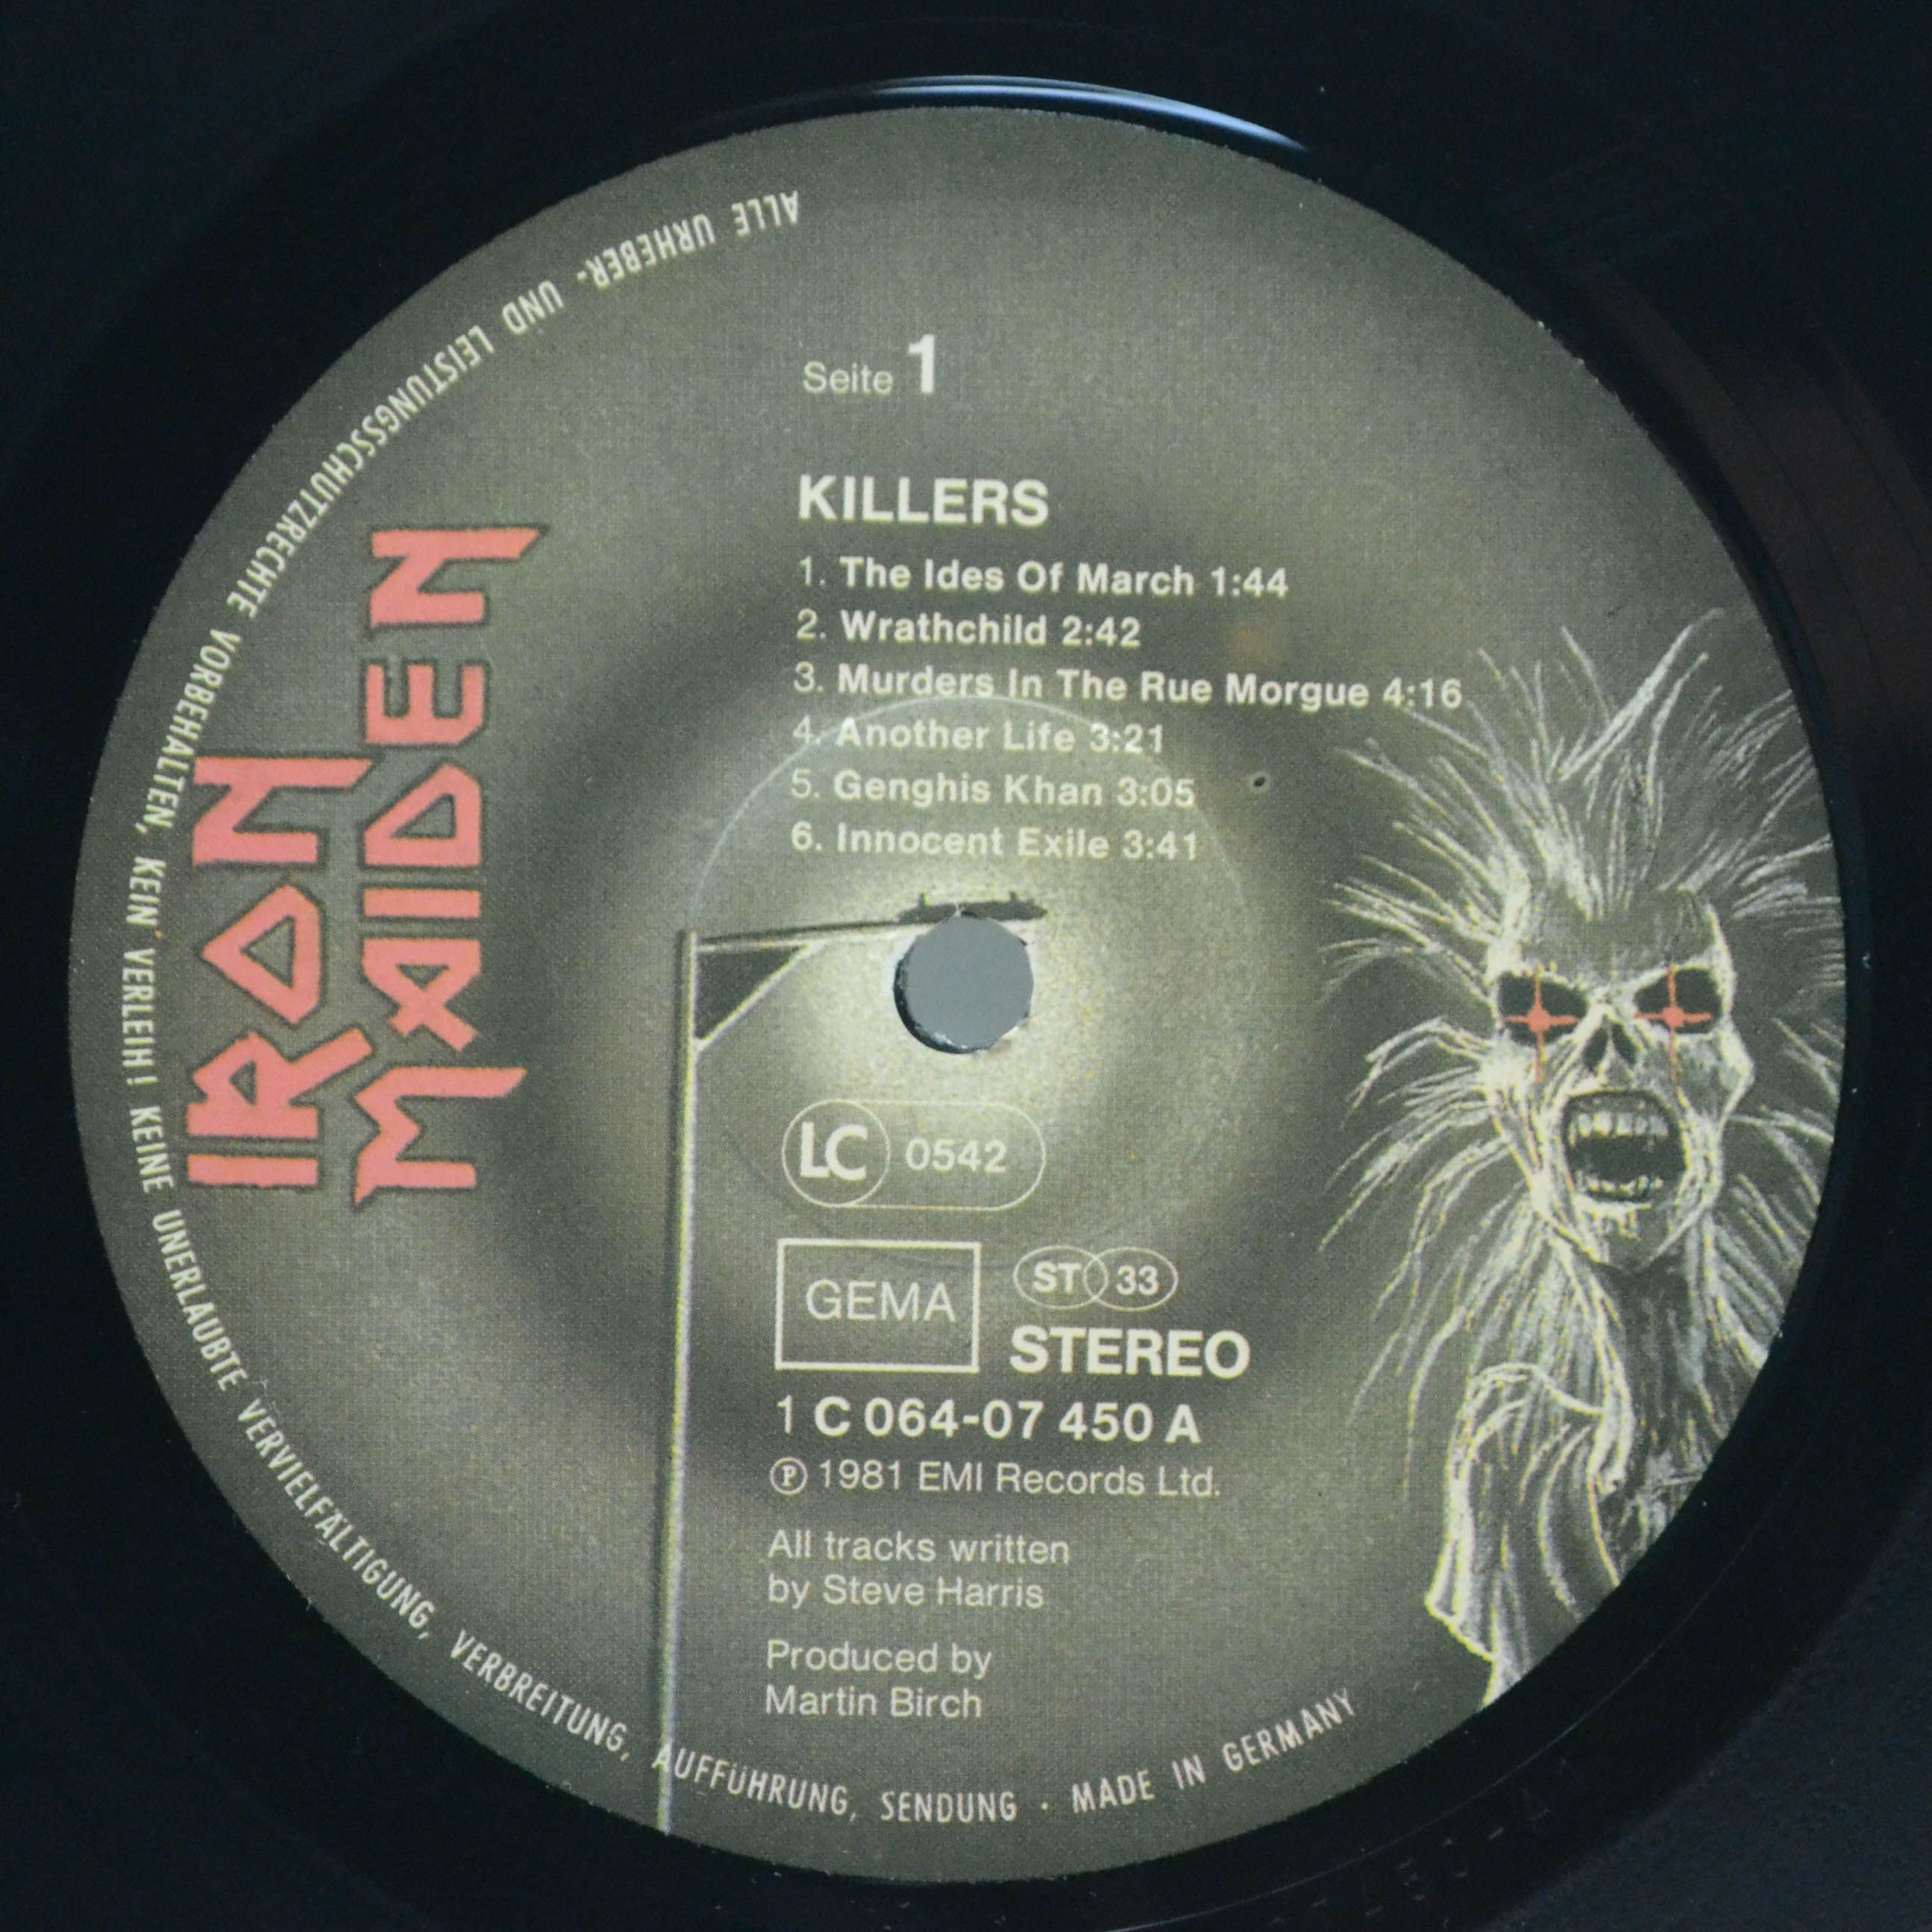 Seite 1
KILLERS
1. The Ides Of March 1:44
2. Wrathchild 2:42
3. Murders In The Rue Morgue 4:16
4. Another Life 3:21
5. Genghis Khan 3:05
6. Innocent Exile 3:41
IRON
MAIDEN
LC 0542
GEMA
ST 33
STEREO
1 C 064-07 450 A
Ⓟ 1981 EMI Records Ltd.
All tracks written
by Steve Harris
Produced by
Martin Birch
ALLE URHEBER- UND LEISTUNGSSCHUTZRECHTE VORBEHALTEN, KEIN VERLEIH! KEINE UNERLAUBTE VERVIELFÄLTIGUNG, VERBREITUNG, AUFFÜHRUNG, SENDUNG · MADE IN GERMANY